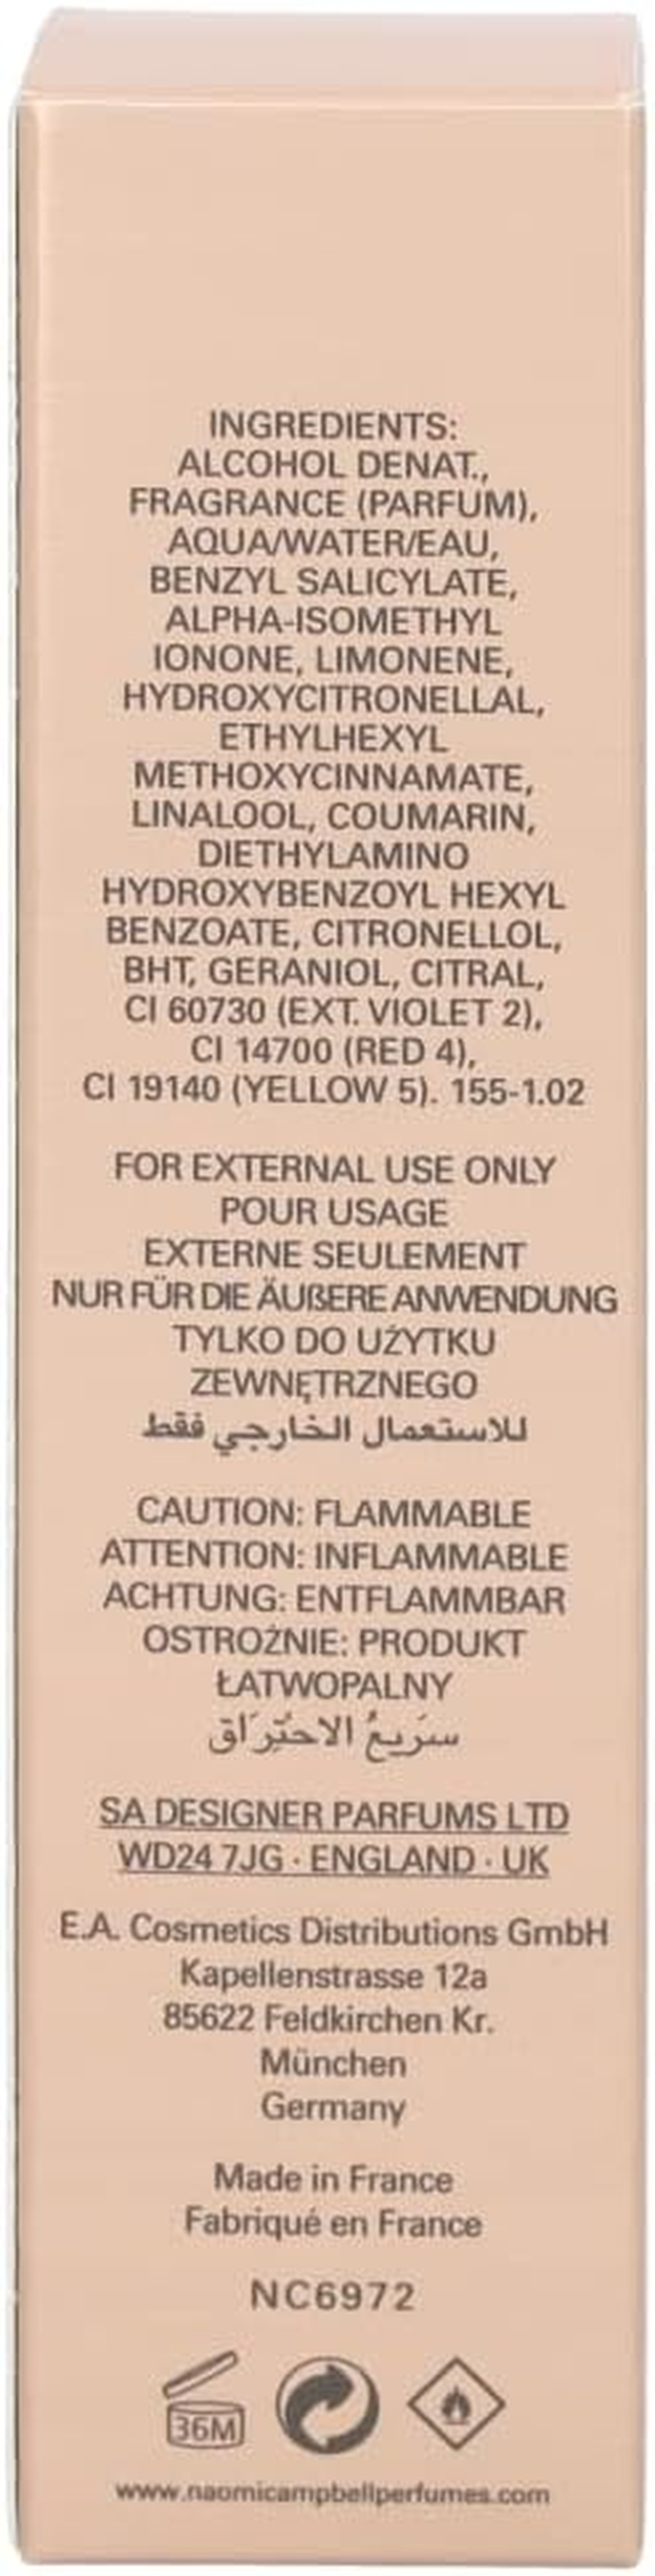 INGREDIENTS:
ALCOHOL DENAT.,
FRAGRANCE (PARFUM),
AQUA/WATER/EAU,
BENZYL SALICYLATE,
ALPHA-ISOMETHYL
IONONE, LIMONENE,
HYDROXYCITRONELLAL,
ETHYLHEXYL
METHOXYCINNAMATE,
LINALOOL, COUMARIN,
DIETHYLAMINO
HYDROXYBENZOYL HEXYL
BENZOATE, CITRONELLOL,
BHT, GERANIOL, CITRAL,
CI 60730 (EXT. VIOLET 2),
CI 14700 (RED 4),
CI 19140 (YELLOW 5). 155-1.02
FOR EXTERNAL USE ONLY
POUR USAGE
EXTERNE SEULEMENT
NUR FÜR DIE ÄUßERE ANWENDUNG
TYLKO DO UŻYTKU
ZEWNĘTRZNEGO
للاستعمال الخارجي فقط
CAUTION: FLAMMABLE
ATTENTION: INFLAMMABLE
ACHTUNG: ENTFLAMMBAR
OSTROŻNIE: PRODUKT
ŁATWOPALNY
سَريعُ الاحتِرَاق
SA DESIGNER PARFUMS LTD
WD24 7JG · ENGLAND · UK
E.A. Cosmetics Distributions GmbH
Kapellenstrasse 12a
85622 Feldkirchen Kr.
München
Germany
Made in France
Fabriqué en France
NC6972
36M
www.naomicampbellperfumes.com